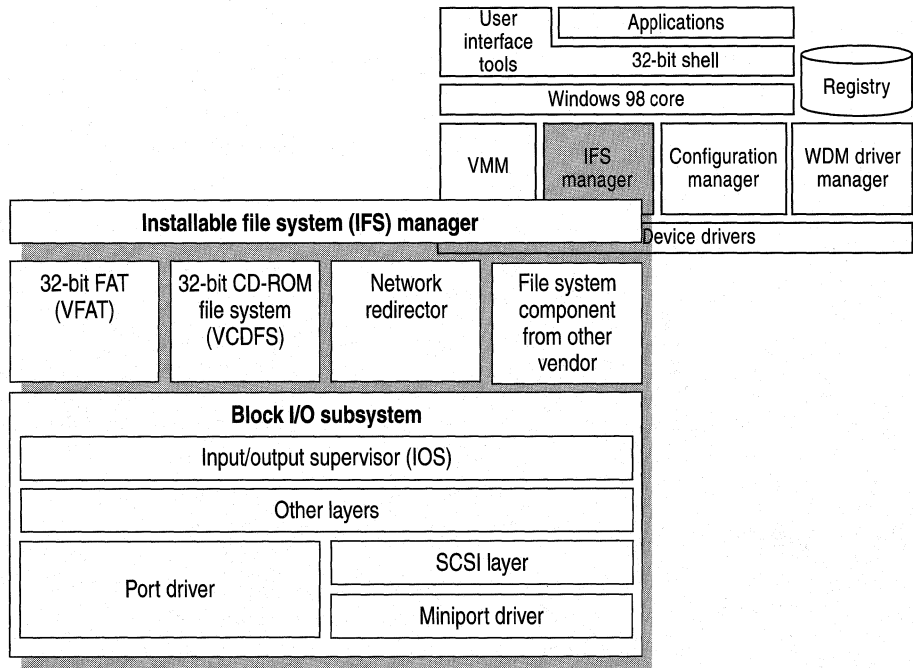 User
interface
tools
Applications
32-bit shell
Registry
Windows 98 core
VMM
IFS
manager
Configuration
manager
WDM driver
manager
Device drivers
Installable file system (IFS) manager
32-bit FAT
(VFAT)
32-bit CD-ROM
file system
(VCDFS)
Network
redirector
File system
component
from other
vendor
Block I/O subsystem
Input/output supervisor (IOS)
Other layers
Port driver
SCSI layer
Miniport driver